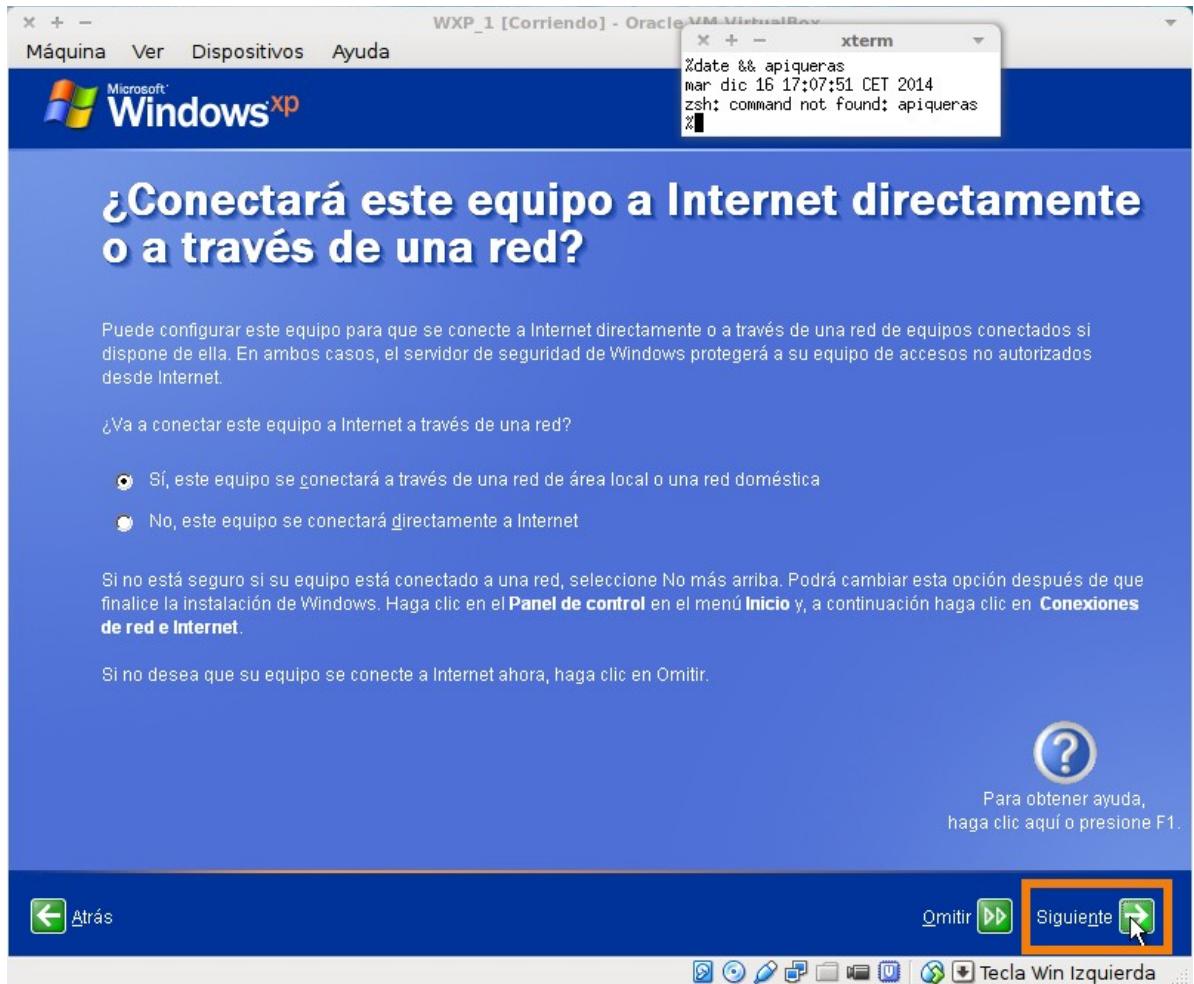 WXP_1 [Corriendo] - Oracle VM VirtualBox
Máquina Ver Dispositivos Ayuda
xterm
%date && apiqueras
mar dic 16 17:07:51 CET 2014
zsh: command not found: apiqueras
%
Microsoft
Windows xp
¿Conectará este equipo a Internet directamente
o a través de una red?
Puede configurar este equipo para que se conecte a Internet directamente o a través de una red de equipos conectados si
dispone de ella. En ambos casos, el servidor de seguridad de Windows protegerá a su equipo de accesos no autorizados
desde Internet.
¿Va a conectar este equipo a Internet a través de una red?
Sí, este equipo se conectará a través de una red de área local o una red doméstica
No, este equipo se conectará directamente a Internet
Si no está seguro si su equipo está conectado a una red, seleccione No más arriba. Podrá cambiar esta opción después de que
finalice la instalación de Windows. Haga clic en el Panel de control en el menú Inicio y, a continuación haga clic en Conexiones
de red e Internet.
Si no desea que su equipo se conecte a Internet ahora, haga clic en Omitir.
Para obtener ayuda,
haga clic aquí o presione F1.
Atrás
Omitir
Siguiente
Tecla Win Izquierda